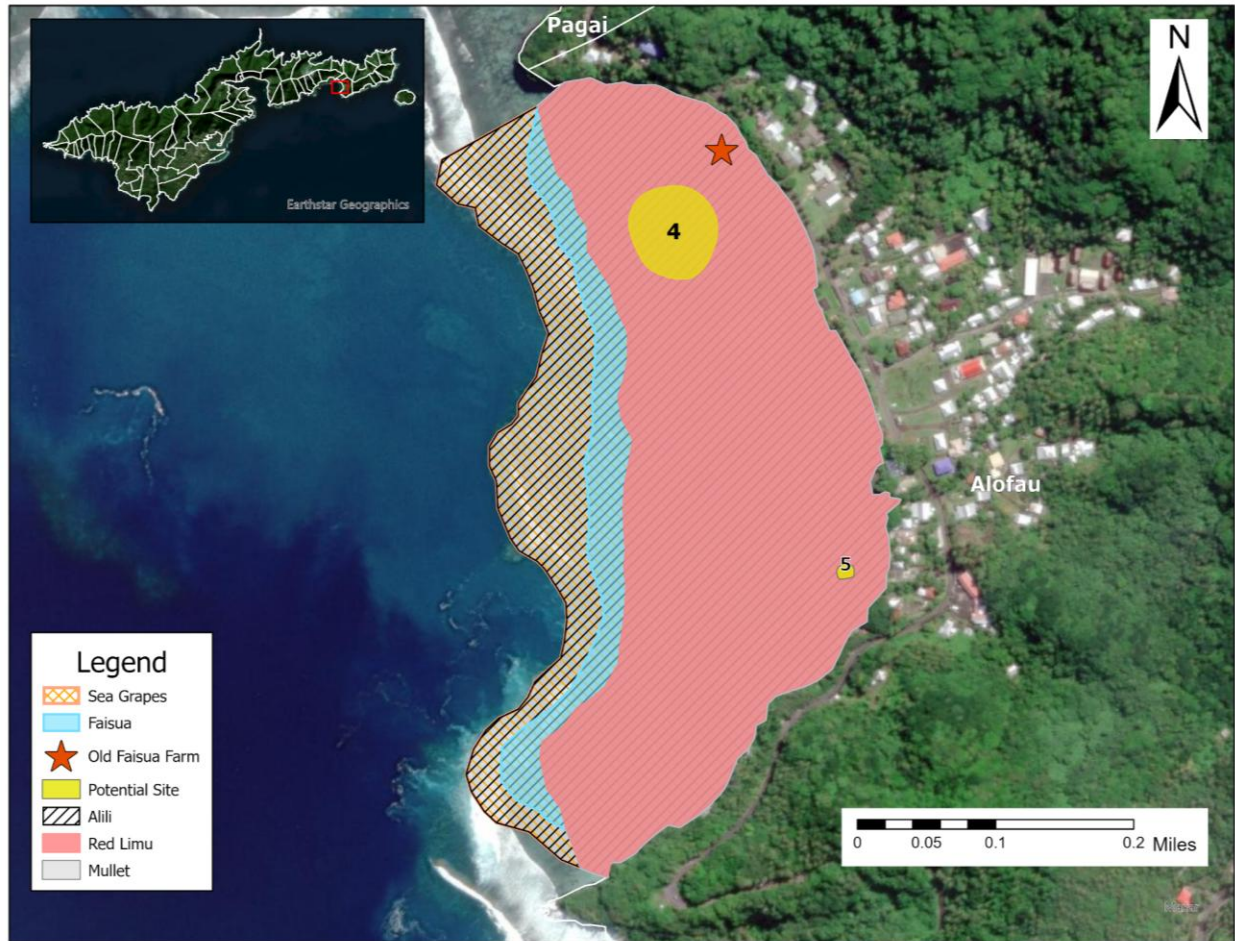 Pagai
N
Earthstar Geographics
4
Alofau
5
Legend
Sea Grapes
Faisua
Old Faisua Farm
Potential Site
Alili
Red Limu
Mullet
0 0.05 0.1 0.2 Miles